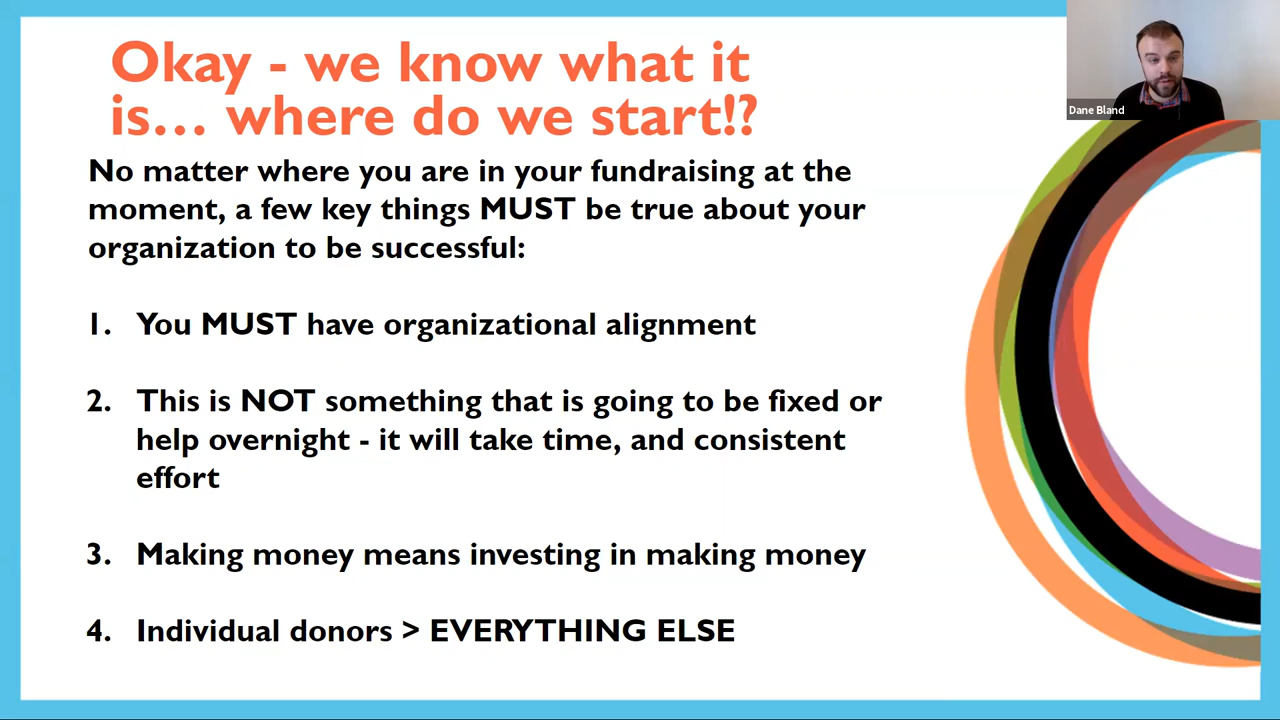 Okay - we know what it
is... where do we start!?
Dane Bland
No matter where you are in your fundraising at the
moment, a few key things MUST be true about your
organization to be successful:
1. You MUST have organizational alignment
2. This is NOT something that is going to be fixed or
help overnight - it will take time, and consistent
effort
3. Making money means investing in making money
4. Individual donors > EVERYTHING ELSE